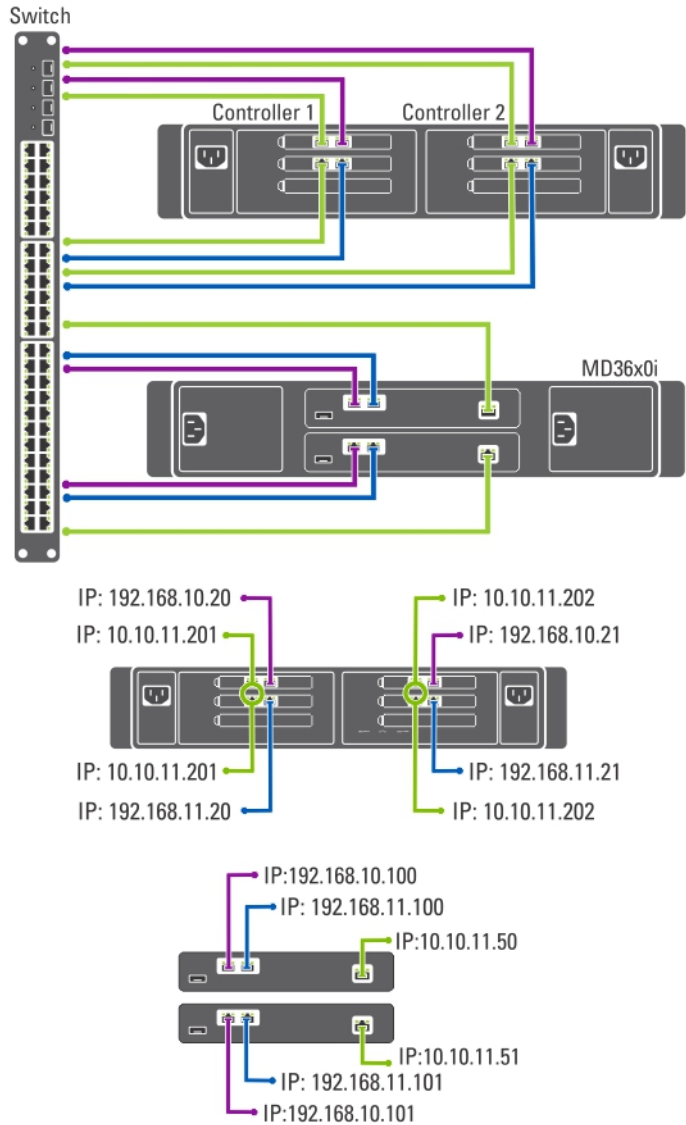 Switch
Controller 1
Controller 2
MD36x0i
IP: 192.168.10.20
IP: 10.10.11.202
IP: 10.10.11.201
IP: 192.168.10.21
IP: 10.10.11.201
IP: 192.168.11.21
IP: 192.168.11.20
IP: 10.10.11.202
IP:192.168.10.100
IP: 192.168.11.100
IP:10.10.11.50
IP:10.10.11.51
IP: 192.168.11.101
IP:192.168.10.101